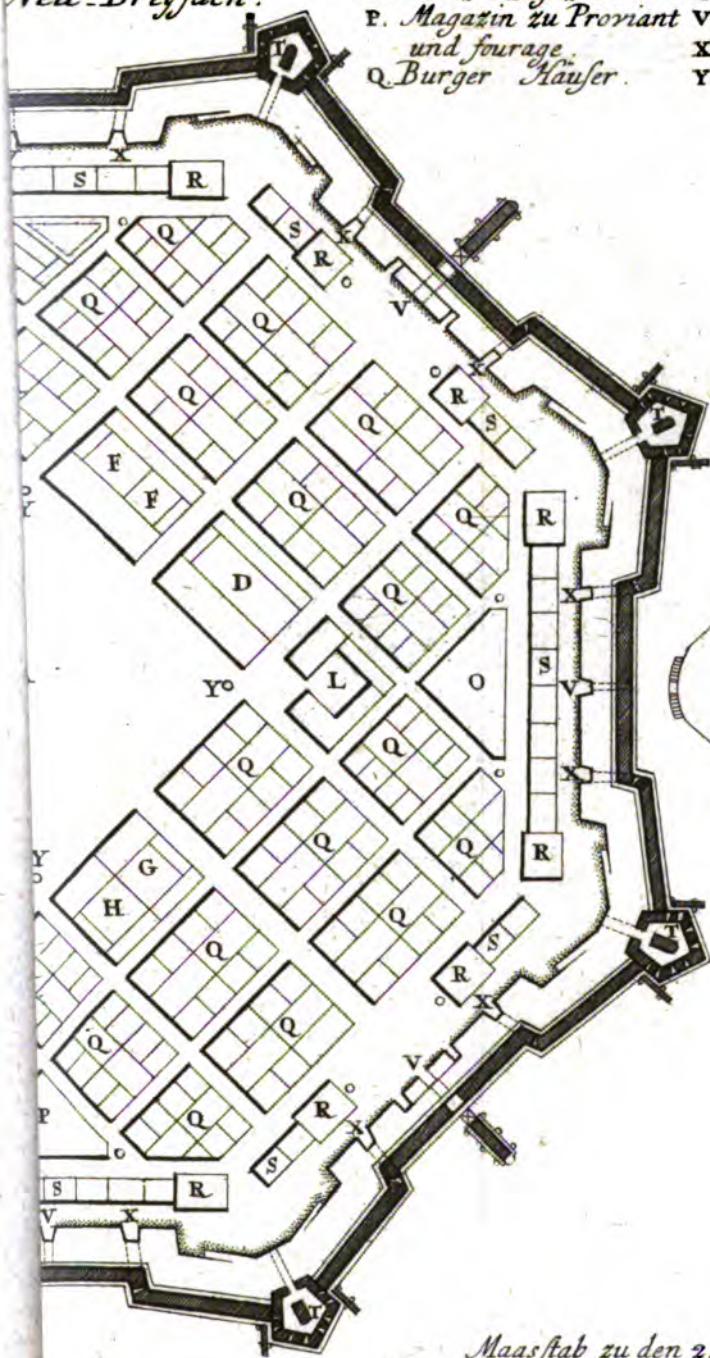 Neu-Breysach.
P. Magazin zu Proviant V
und fourage. X
Q. Burger Häuser. Y
T
X
S R
Q S
X
R
Q Q V
X
Q Q R T
S
F Q Q R
F
D Q X
L O S V
Y
Q Q X
Q Q R
Y G
H Q S
Q R X T
Q Q V
P Q R X
S
S R
V X
T
Maasstab zu den 2